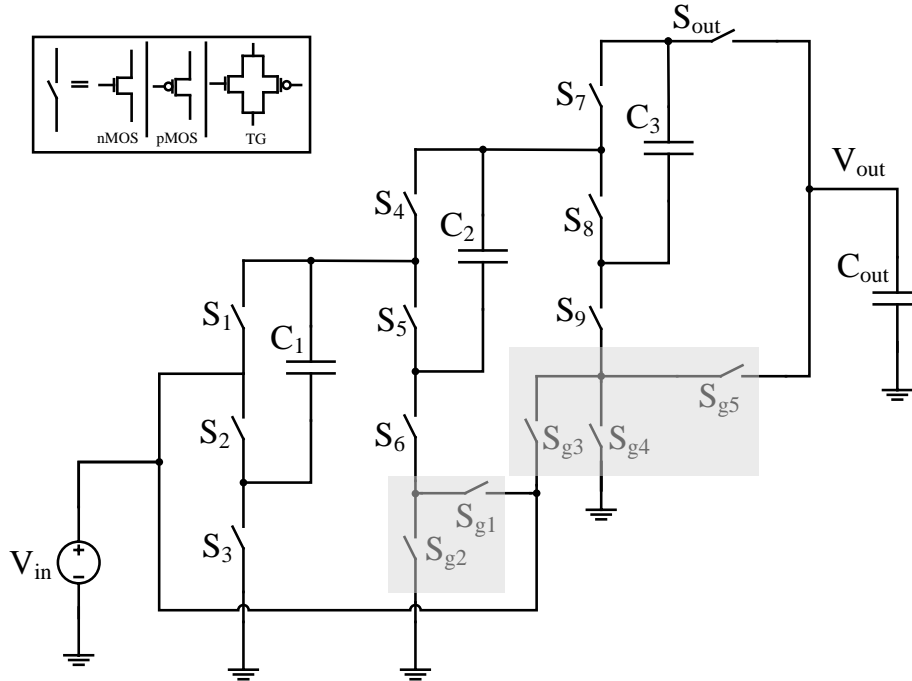 S_out
S_7
C_3
nMOS pMOS TG
V_out
S_4
S_8
C_2
C_out
S_1
S_5
S_9
C_1
S_g5
S_2
S_6
S_g3 S_g4
S_g1
S_3
S_g2
V_in